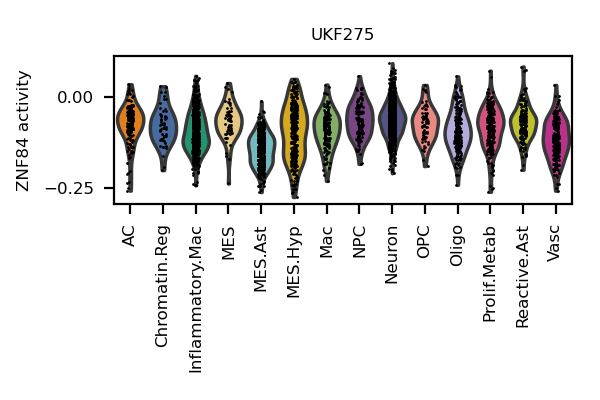 UKF275
ZNF84 activity
0.00
−0.25
AC
Chromatin.Reg
Inflammatory.Mac
MES
MES.Ast
MES.Hyp
Mac
NPC
Neuron
OPC
Oligo
Prolif.Metab
Reactive.Ast
Vasc